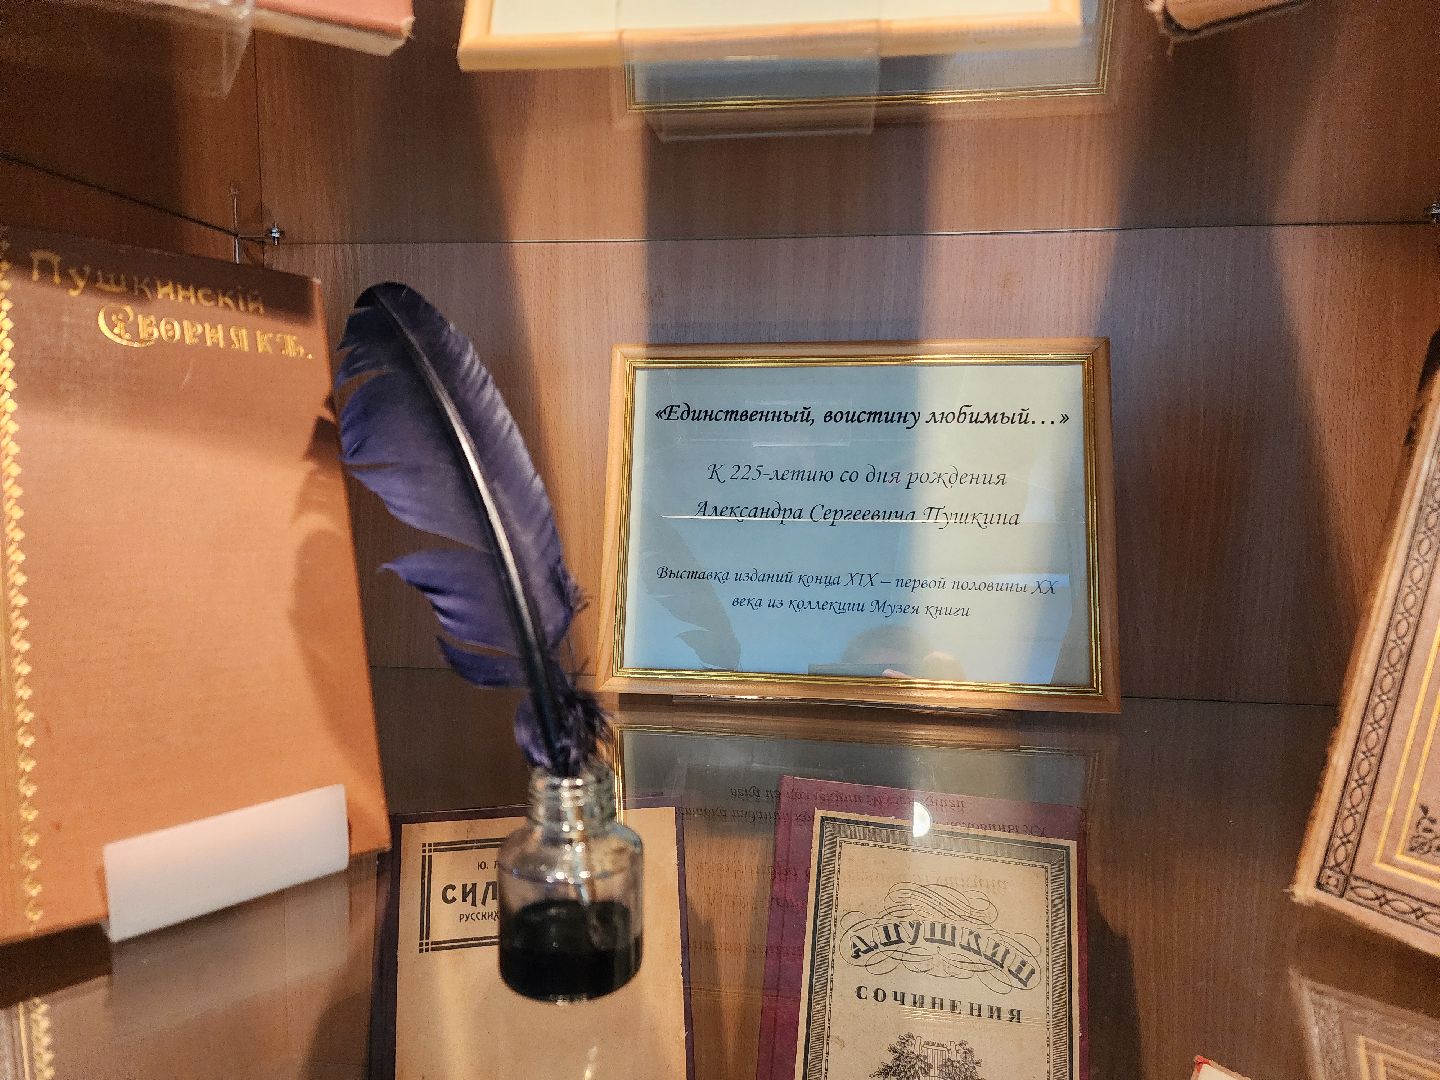 Пушкинскій
Сборникъ.
«Единственный, воистину любимый...»
К 225-летию со дня рождения
Александра Сергеевича Пушкина
Выставка изданий конца XIX – первой половины XX
века из коллекции Музея книги
Ю.
СИЛ
РУССКИХ
А. ПУШКИН
СОЧИНЕНИЯ